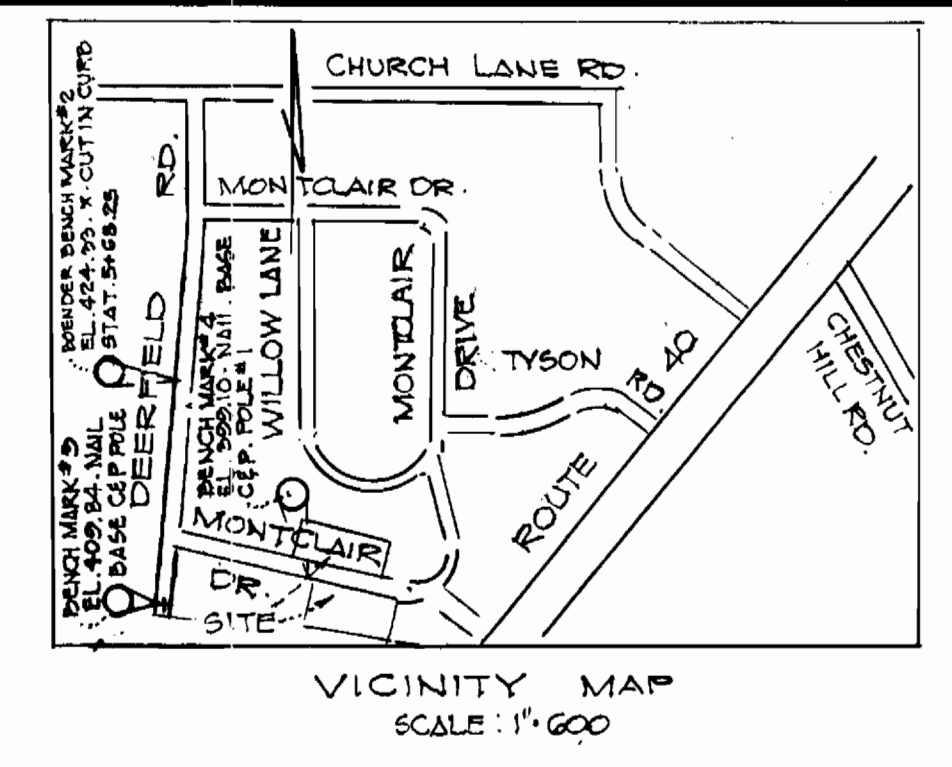 CHURCH LANE RD.
BOENDER BENCH MARK #2
EL. 424.33. X-CUT IN CURB
STAT. 5+68.25
DEERFIELD RD.
MONTCLAIR DR.
BENCH MARK #4
EL. 399.10-NAIL. BASE
C&P. POLE #1
WILLOW LANE
MONTCLAIR
DRIVE
TYSON
RD.
ROUTE 40
CHESTNUT
HILL RD.
BENCH MARK #3
EL. 409.84-NAIL
BASE C&P POLE
MONTCLAIR
DR.
SITE
VICINITY MAP
SCALE: 1"=600